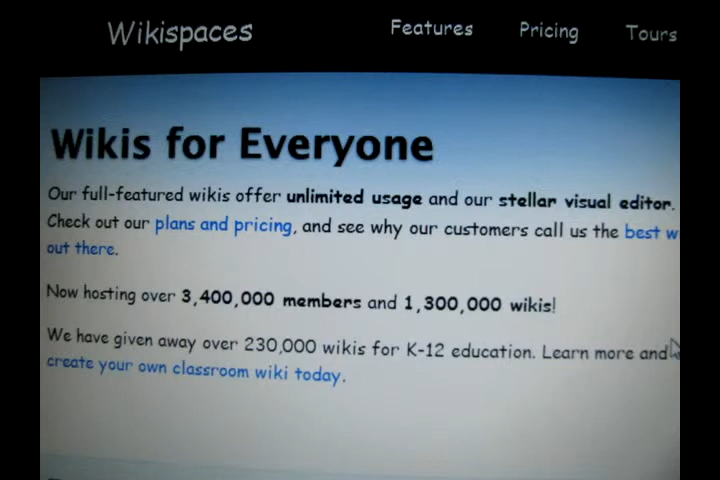 Wikispaces Features Pricing Tours
Wikis for Everyone
Our full-featured wikis offer unlimited usage and our stellar visual editor.
Check out our plans and pricing, and see why our customers call us the best w
out there.
Now hosting over 3,400,000 members and 1,300,000 wikis!
We have given away over 230,000 wikis for K-12 education. Learn more and
create your own classroom wiki today.